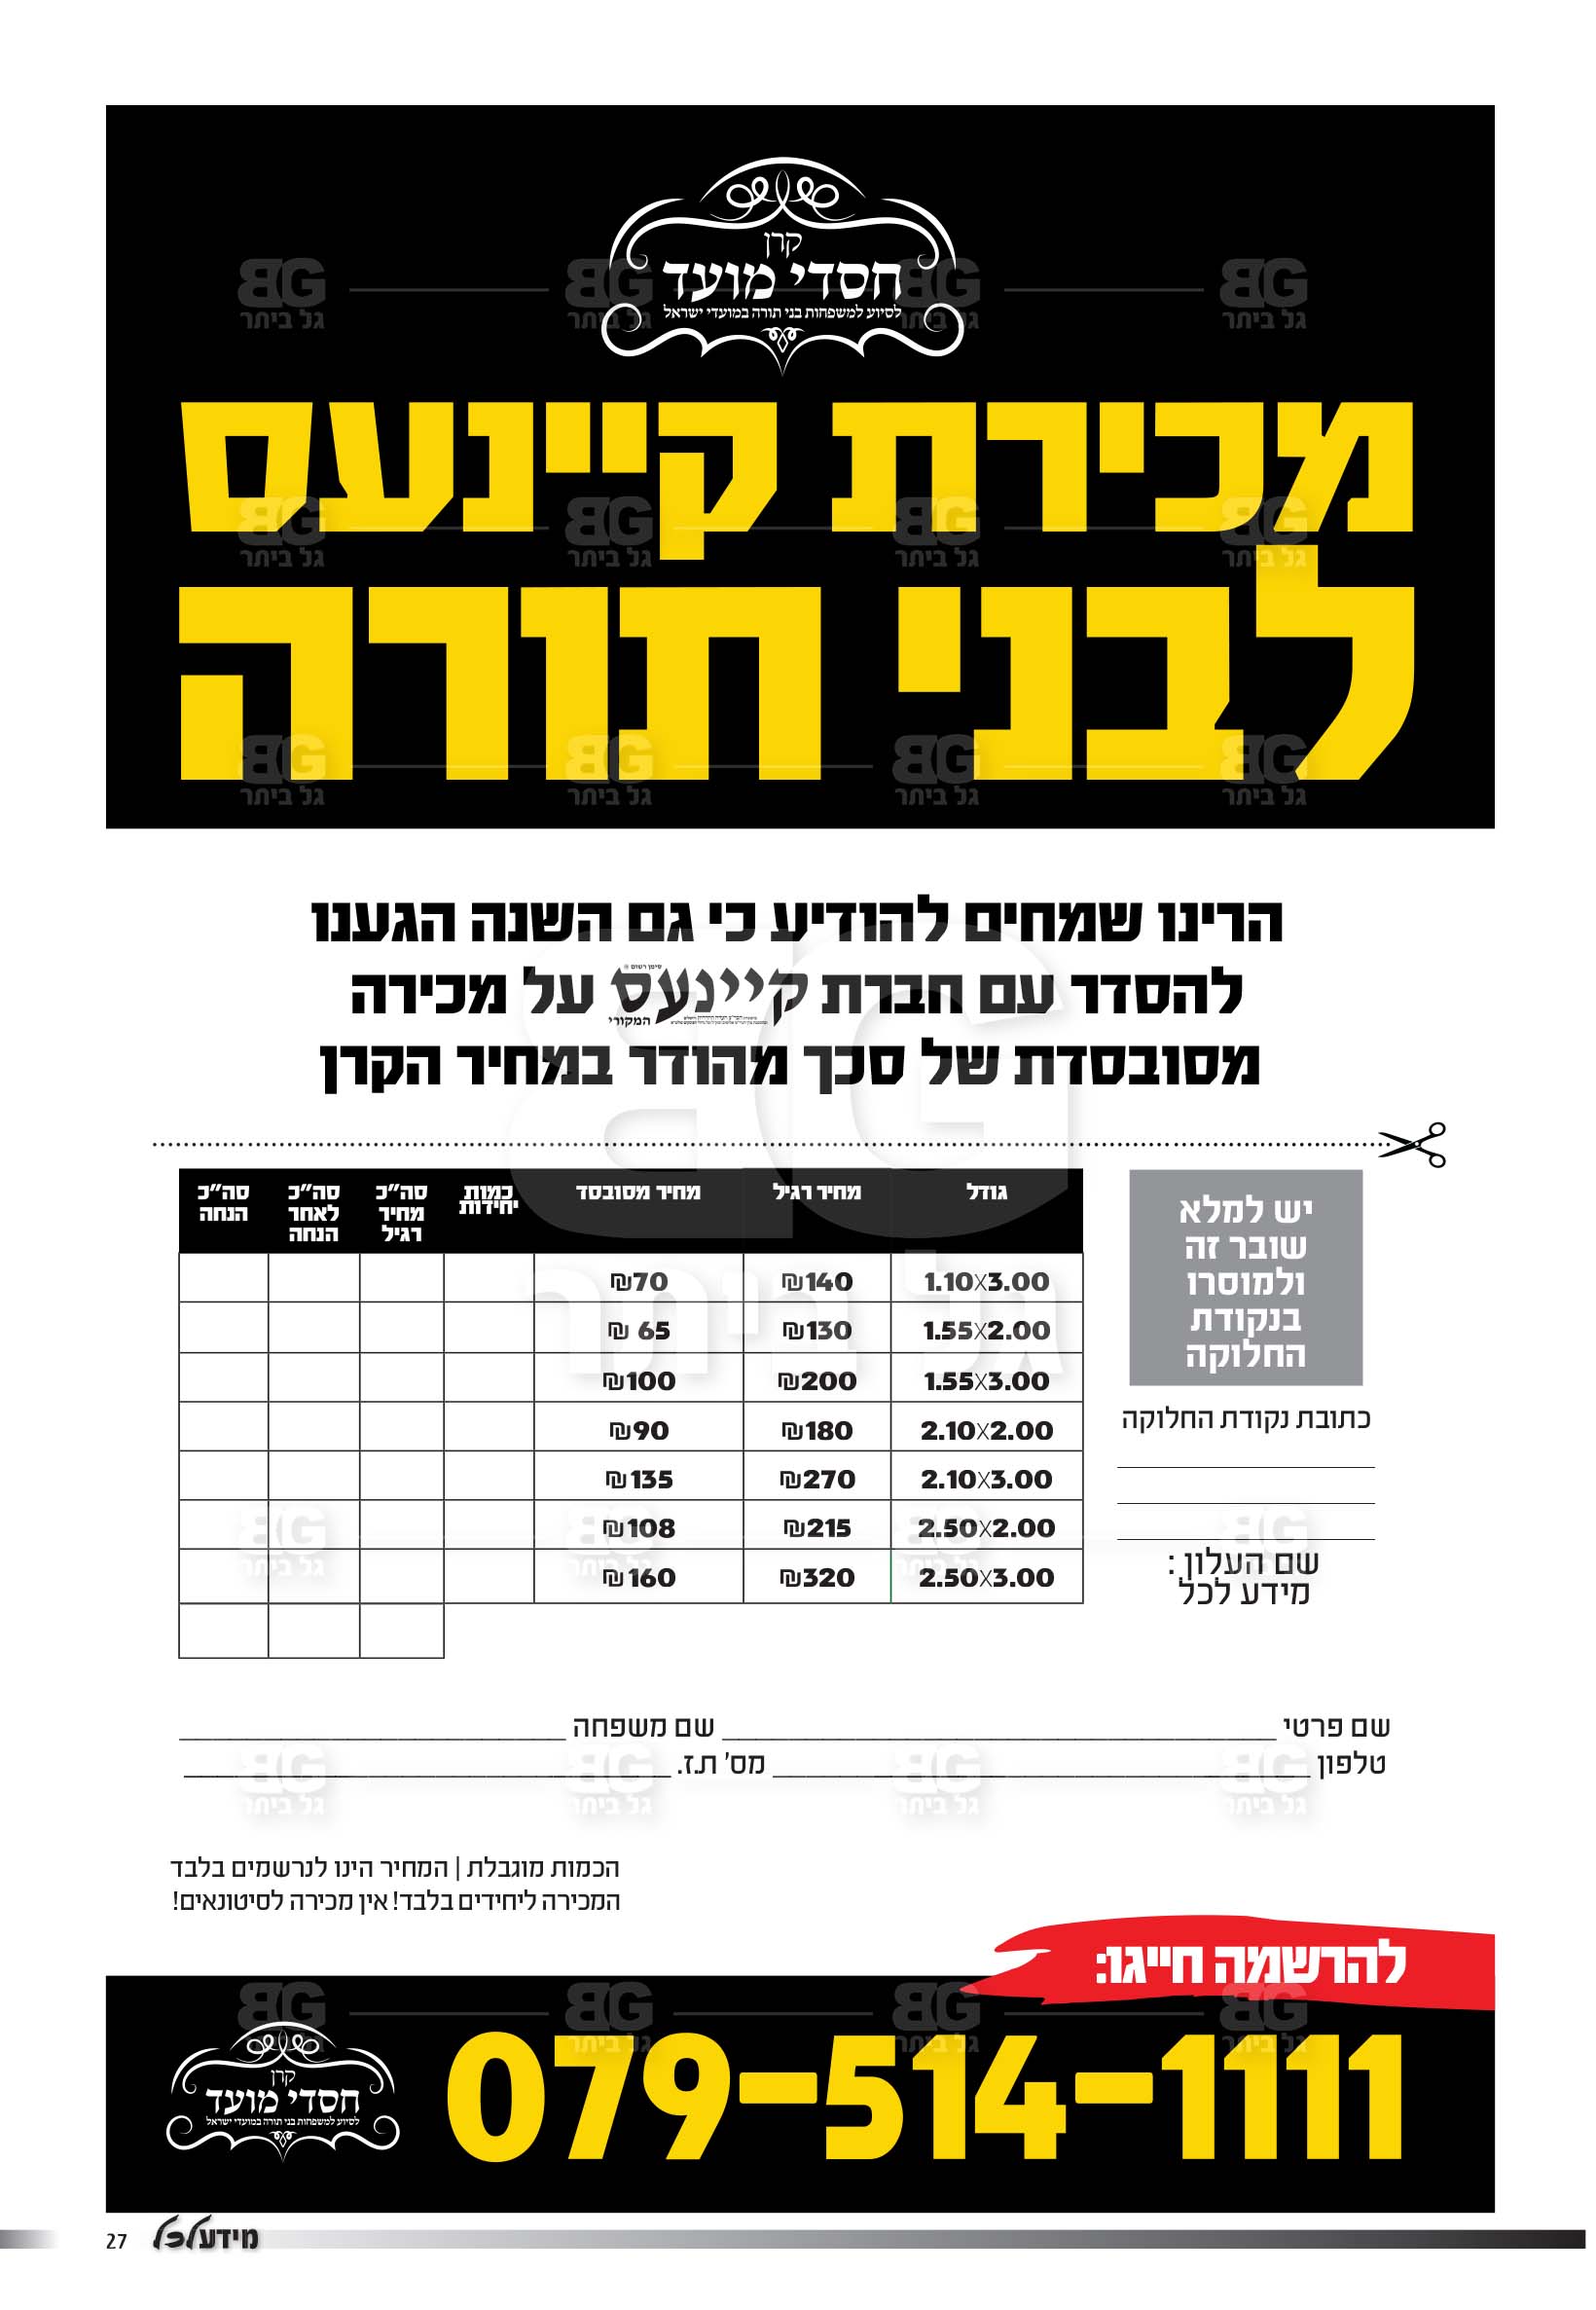 קרן
חסדי מועד
לסיוע למשפחות בני תורה במועדי ישראל
מכירת קיינעס
לבני תורה
הרינו שמחים להודיע כי גם השנה הגענו
להסדר עם חברת קיינעס המקורי על מכירה
סימן רשום
מסובסדת של סכך מהודר במחיר הקרן
יש למלא
שובר זה
ולמוסרו
בנקודת
החלוקה
כתובת נקודת החלוקה
שם העלון :
מידע לכל
גודל מחיר רגיל מחיר מסובסד כמות יחידות סה"כ מחיר רגיל סה"כ לאחר הנחה סה"כ הנחה
1.10X3.00 ₪140 ₪70
1.55X2.00 ₪130 ₪ 65
1.55X3.00 ₪200 ₪100
2.10X2.00 ₪180 ₪90
2.10X3.00 ₪270 ₪135
2.50X2.00 ₪215 ₪108
2.50X3.00 ₪320 ₪160
שם פרטי שם משפחה
טלפון מס' ת.ז.
הכמות מוגבלת | המחיר הינו לנרשמים בלבד
המכירה ליחידים בלבד! אין מכירה לסיטונאים!
להרשמה חייגו:
079-514-1111
קרן
חסדי מועד
לסיוע למשפחות בני תורה במועדי ישראל
מידע לכל 27
BG
גל ביתר